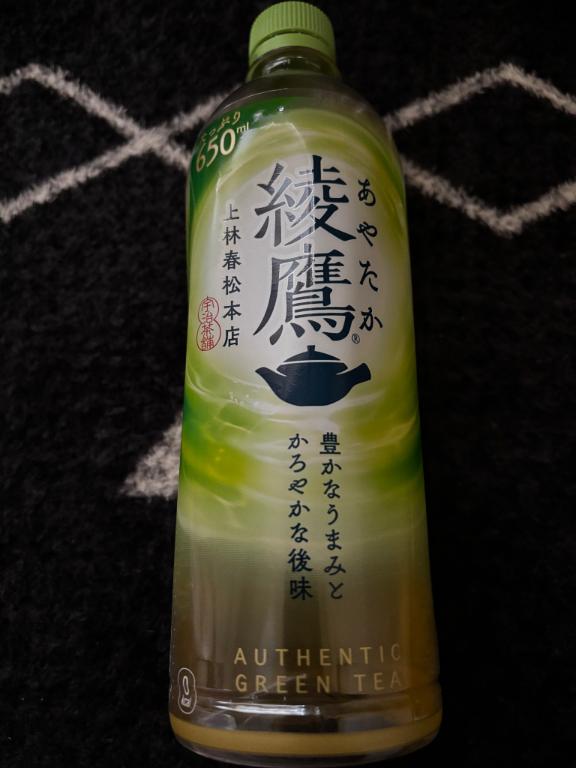 たっぷり
650ml
あやたか
綾鷹®
上林春松本店
宇治茶舗
豊かなうまみと
かろやかな後味
AUTHENTIC
GREEN TEA
0
kcal